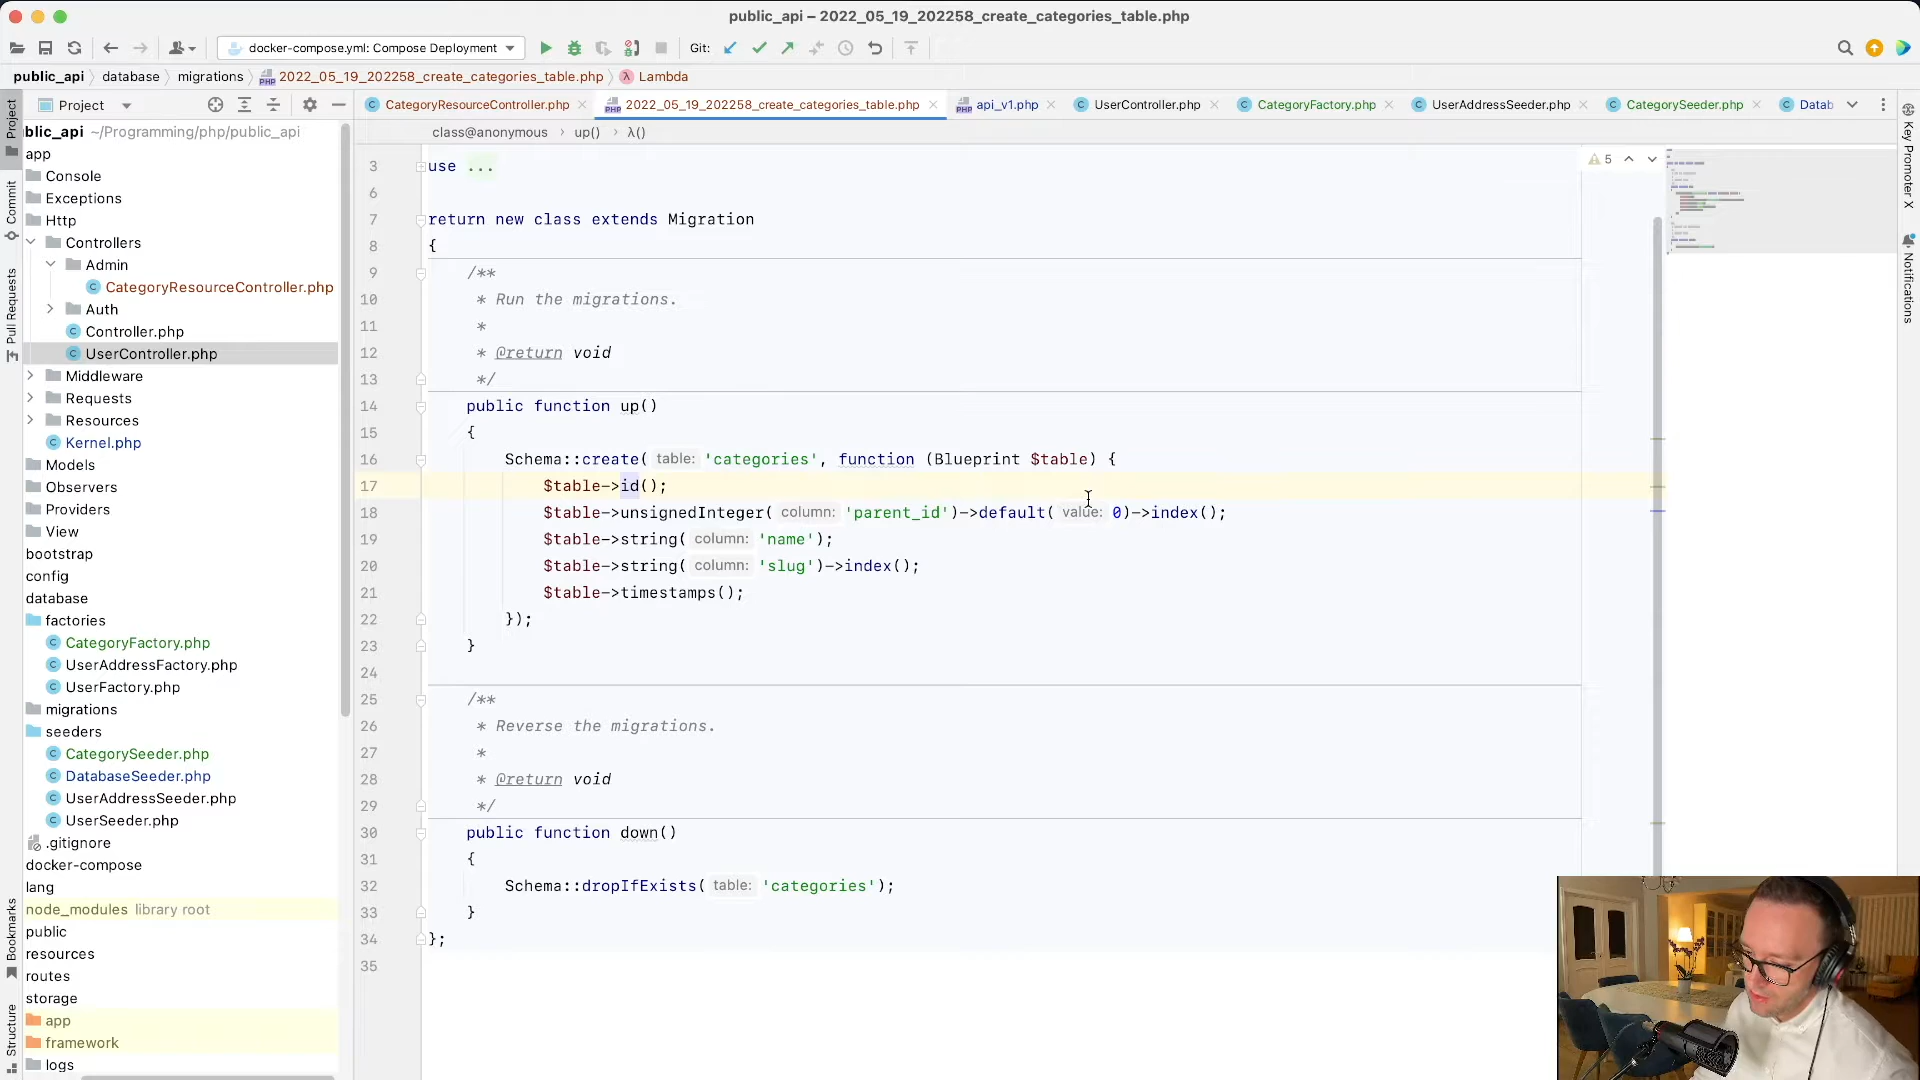 public_api – 2022_05_19_202258_create_categories_table.php
docker-compose.yml: Compose Deployment
Git:
public_api
database
migrations
2022_05_19_202258_create_categories_table.php
Lambda
Project
CategoryResourceController.php
2022_05_19_202258_create_categories_table.php
api_v1.php
UserController.php
CategoryFactory.php
UserAddressSeeder.php
CategorySeeder.php
Datab
class@anonymous › up() › λ()
Project
Commit
Pull Requests
Bookmarks
Structure
blic_api ~/Programming/php/public_api
app
Console
Exceptions
Http
Controllers
Admin
CategoryResourceController.php
Auth
Controller.php
UserController.php
Middleware
Requests
Resources
Kernel.php
Models
Observers
Providers
View
bootstrap
config
database
factories
CategoryFactory.php
UserAddressFactory.php
UserFactory.php
migrations
seeders
CategorySeeder.php
DatabaseSeeder.php
UserAddressSeeder.php
UserSeeder.php
.gitignore
docker-compose
lang
node_modules library root
public
resources
routes
storage
app
framework
logs
3 use ...
6
7 return new class extends Migration
8 {
9 /**
10 * Run the migrations.
11 *
12 * @return void
13 */
14 public function up()
15 {
16 Schema::create( table: 'categories', function (Blueprint $table) {
17 $table->id();
18 $table->unsignedInteger( column: 'parent_id')->default( value: 0)->index();
19 $table->string( column: 'name');
20 $table->string( column: 'slug')->index();
21 $table->timestamps();
22 });
23 }
24
25 /**
26 * Reverse the migrations.
27 *
28 * @return void
29 */
30 public function down()
31 {
32 Schema::dropIfExists( table: 'categories');
33 }
34 };
35
5
Key Promoter X
Notifications